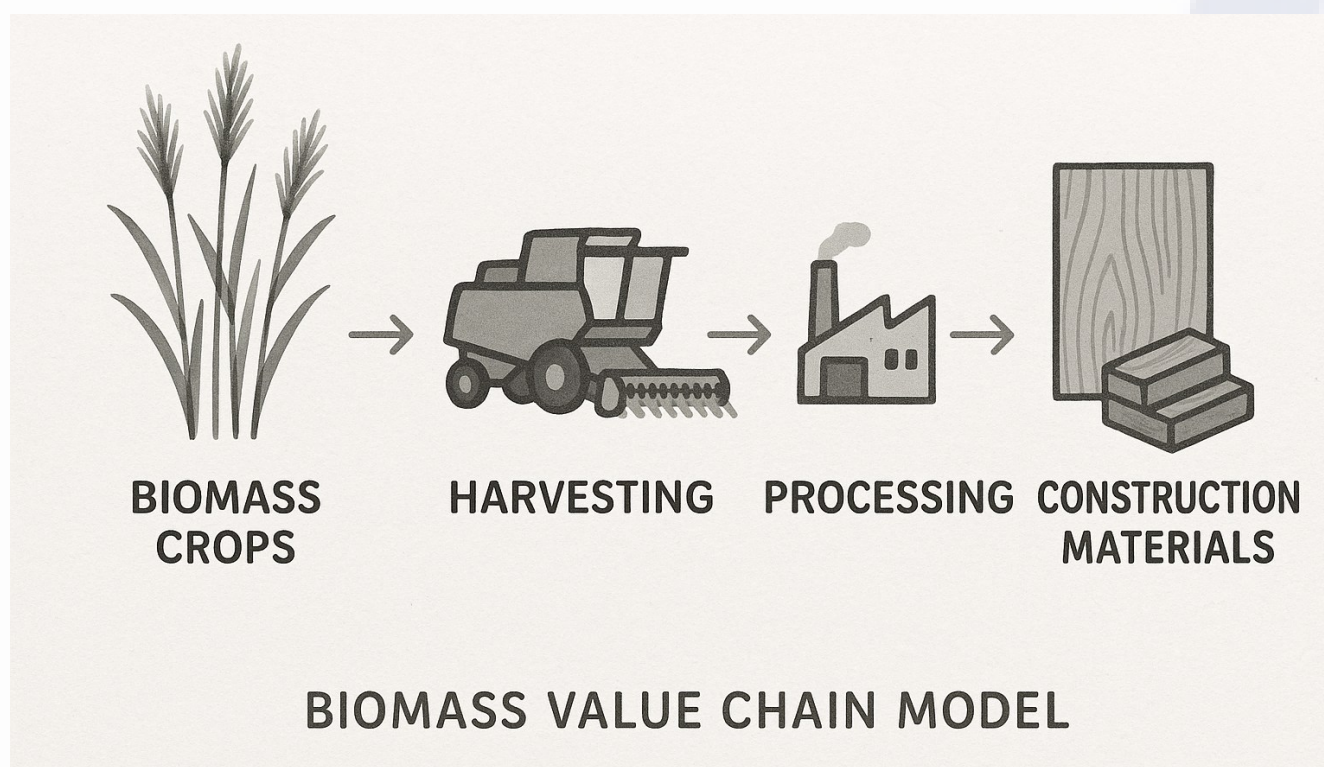 BIOMASS
CROPS
HARVESTING
PROCESSING
CONSTRUCTION
MATERIALS
BIOMASS VALUE CHAIN MODEL